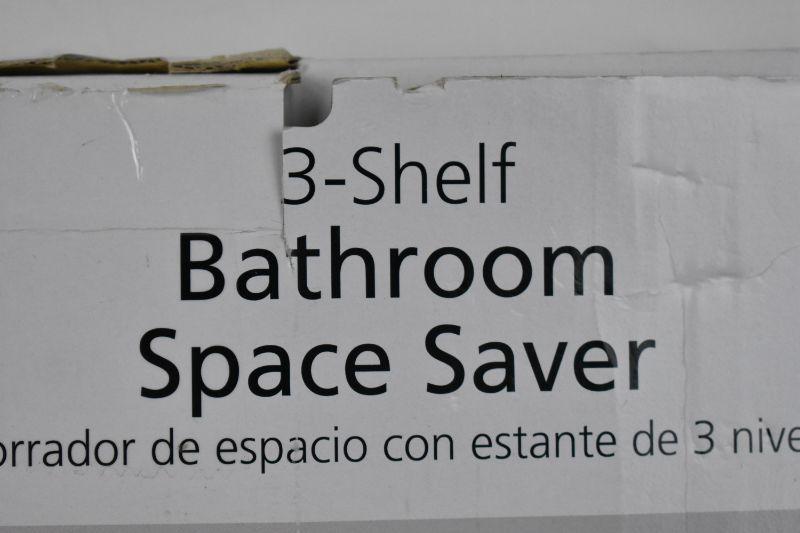 3-Shelf
Bathroom
Space Saver
orrador de espacio con estante de 3 nive